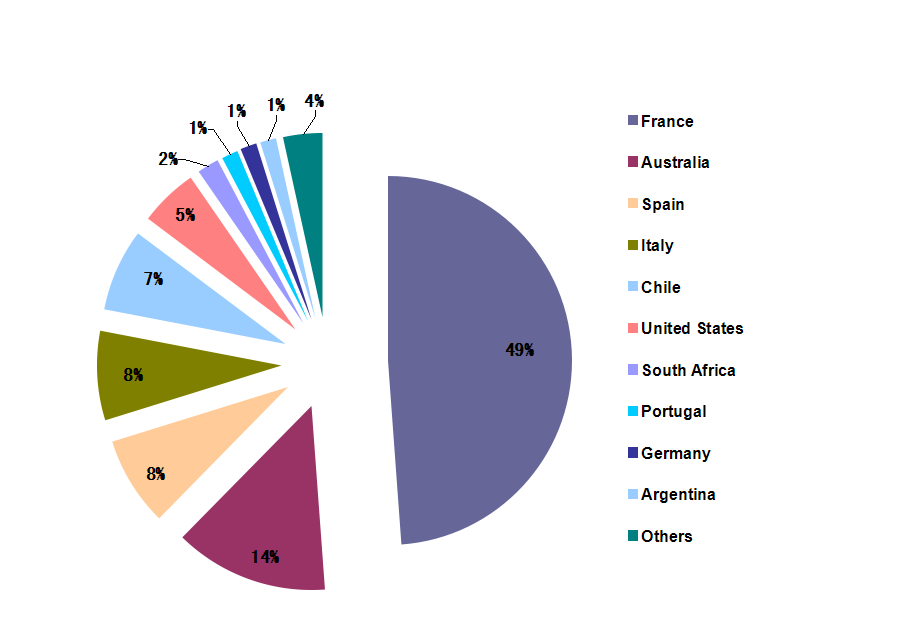 1%
1%
4%
1%
2%
5%
7%
49%
8%
8%
14%
France
Australia
Spain
Italy
Chile
United States
South Africa
Portugal
Germany
Argentina
Others